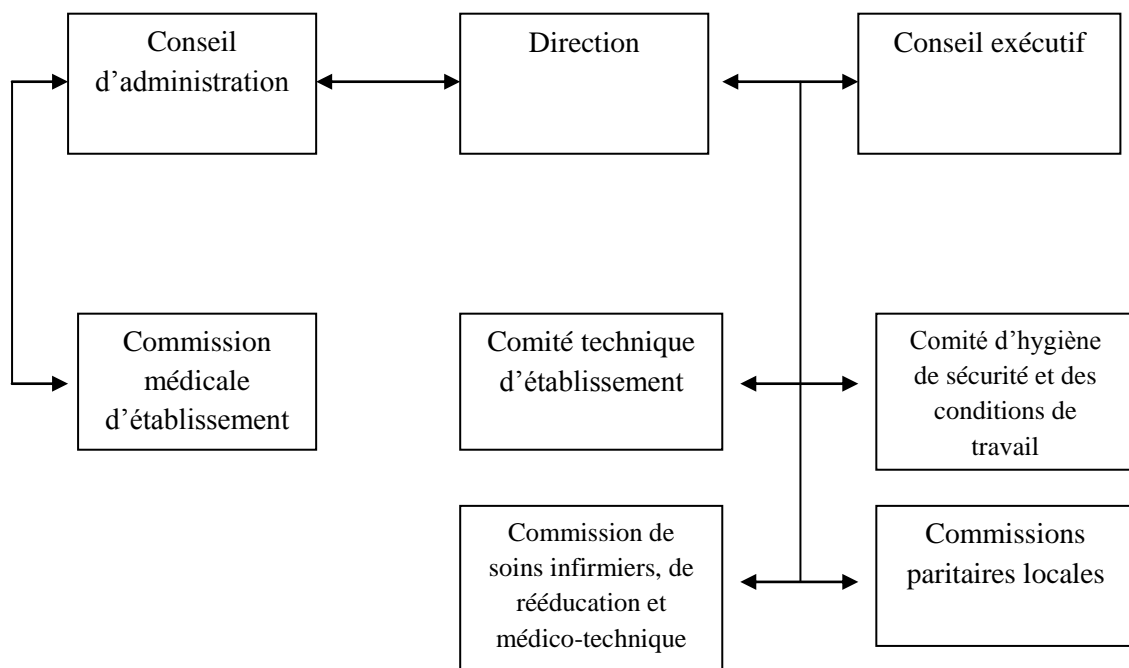 Conseil
d’administration
Direction
Conseil exécutif
Commission
médicale
d’établissement
Comité technique
d’établissement
Comité d’hygiène
de sécurité et des
conditions de
travail
Commission de
soins infirmiers, de
rééducation et
médico-technique
Commissions
paritaires locales